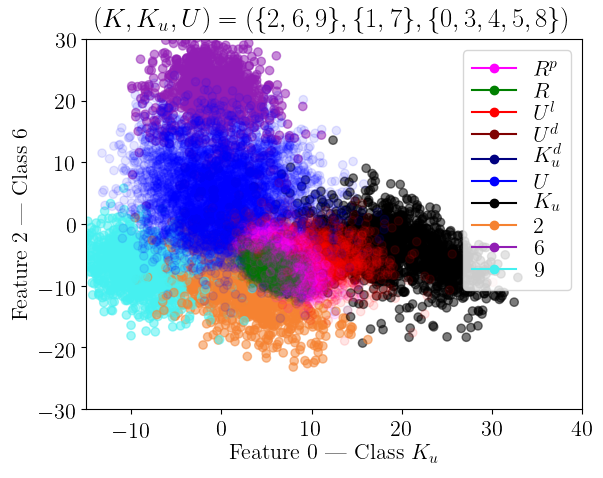 (K, K_u, U) = ({2, 6, 9}, {1, 7}, {0, 3, 4, 5, 8})
30
20
10
0
−10
−20
−30
Feature 2 — Class 6
R^p
R
U^l
U^d
K_u^d
U
K_u
2
6
9
−10 0 10 20 30 40
Feature 0 — Class K_u